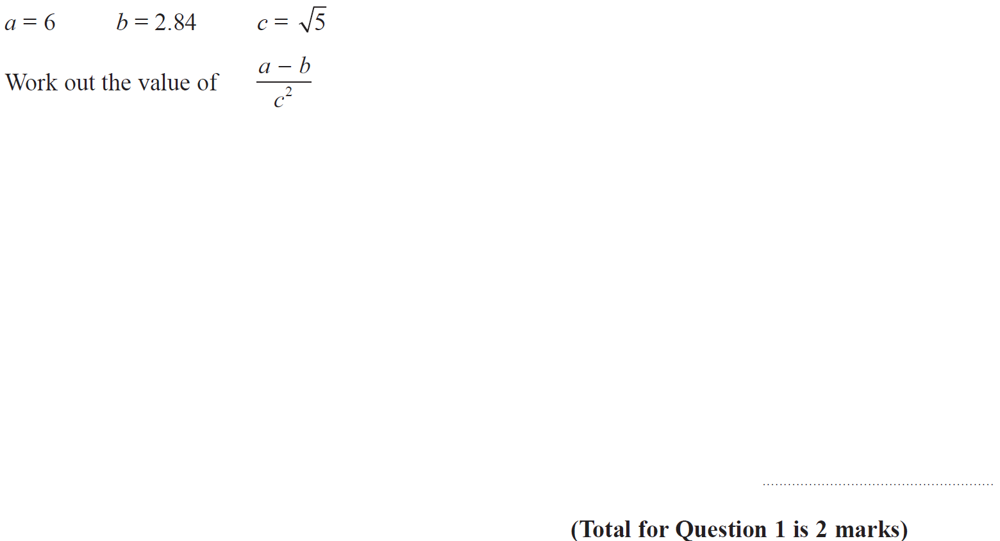 a = 6 b = 2.84 c = √5
Work out the value of a − b / c²
(Total for Question 1 is 2 marks)